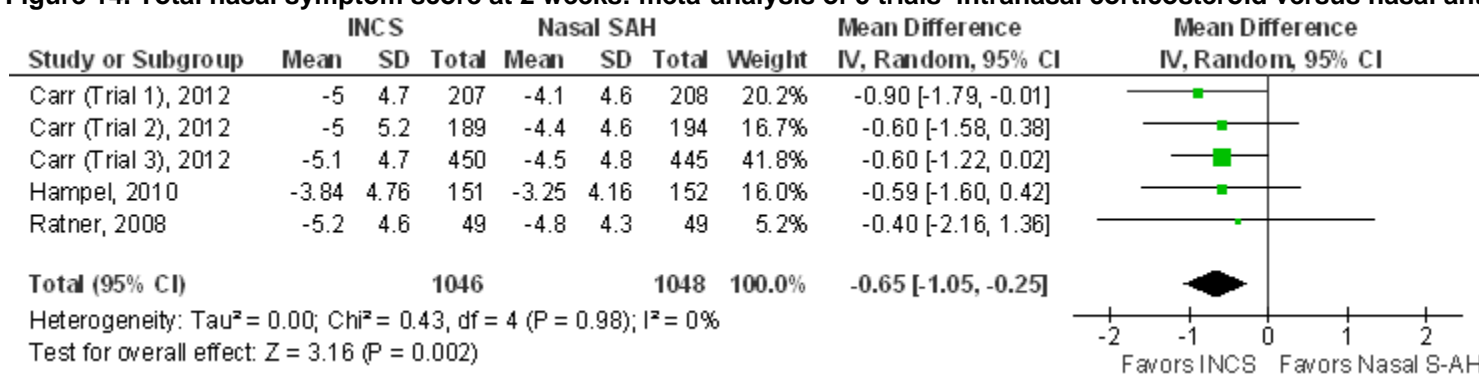 Figure 14. Total nasal symptom score at 2 weeks: meta-analysis of 5 trials–intranasal corticosteroid versus nasal
INCS Nasal SAH Mean Difference Mean Difference
Study or Subgroup Mean SD Total Mean SD Total Weight IV, Random, 95% CI IV, Random, 95% CI
Carr (Trial 1), 2012 -5 4.7 207 -4.1 4.6 208 20.2% -0.90 [-1.79, -0.01]
Carr (Trial 2), 2012 -5 5.2 189 -4.4 4.6 194 16.7% -0.60 [-1.58, 0.38]
Carr (Trial 3), 2012 -5.1 4.7 450 -4.5 4.8 445 41.8% -0.60 [-1.22, 0.02]
Hampel, 2010 -3.84 4.76 151 -3.25 4.16 152 16.0% -0.59 [-1.60, 0.42]
Ratner, 2008 -5.2 4.6 49 -4.8 4.3 49 5.2% -0.40 [-2.16, 1.36]
Total (95% CI) 1046 1048 100.0% -0.65 [-1.05, -0.25]
Heterogeneity: Tau² = 0.00; Chi² = 0.43, df = 4 (P = 0.98); I² = 0%
Test for overall effect: Z = 3.16 (P = 0.002)
-2 -1 0 1 2
Favors INCS Favors Nasal S-AH